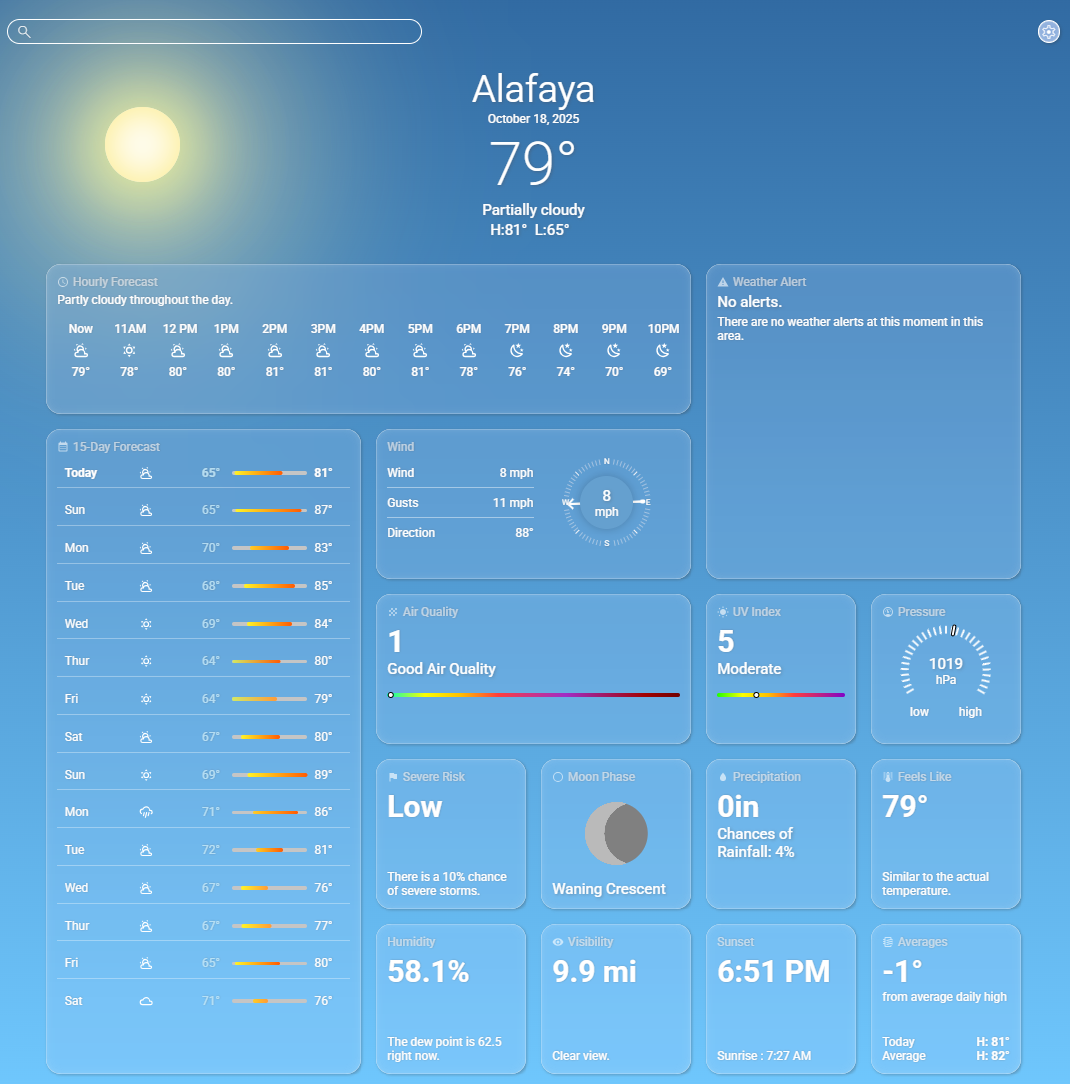 Alafaya
October 18, 2025
79°
Partially cloudy
H:81° L:65°
Hourly Forecast
Partly cloudy throughout the day.
Now 11AM 12 PM 1PM 2PM 3PM 4PM 5PM 6PM 7PM 8PM 9PM 10PM
79° 78° 80° 80° 81° 81° 80° 81° 78° 76° 74° 70° 69°
Weather Alert
No alerts.
There are no weather alerts at this moment in this
area.
15-Day Forecast
Today 65° 81°
Sun 65° 87°
Mon 70° 83°
Tue 68° 85°
Wed 69° 84°
Thur 64° 80°
Fri 64° 79°
Sat 67° 80°
Sun 69° 89°
Mon 71° 86°
Tue 72° 81°
Wed 67° 76°
Thur 67° 77°
Fri 65° 80°
Sat 71° 76°
Wind
Wind 8 mph
Gusts 11 mph
Direction 88°
N
W E
8
mph
S
Air Quality
1
Good Air Quality
UV Index
5
Moderate
Pressure
1019
hPa
low high
Severe Risk
Low
There is a 10% chance
of severe storms.
Moon Phase
Waning Crescent
Precipitation
0in
Chances of
Rainfall: 4%
Feels Like
79°
Similar to the actual
temperature.
Humidity
58.1%
The dew point is 62.5
right now.
Visibility
9.9 mi
Clear view.
Sunset
6:51 PM
Sunrise : 7:27 AM
Averages
-1°
from average daily high
Today H: 81°
Average H: 82°